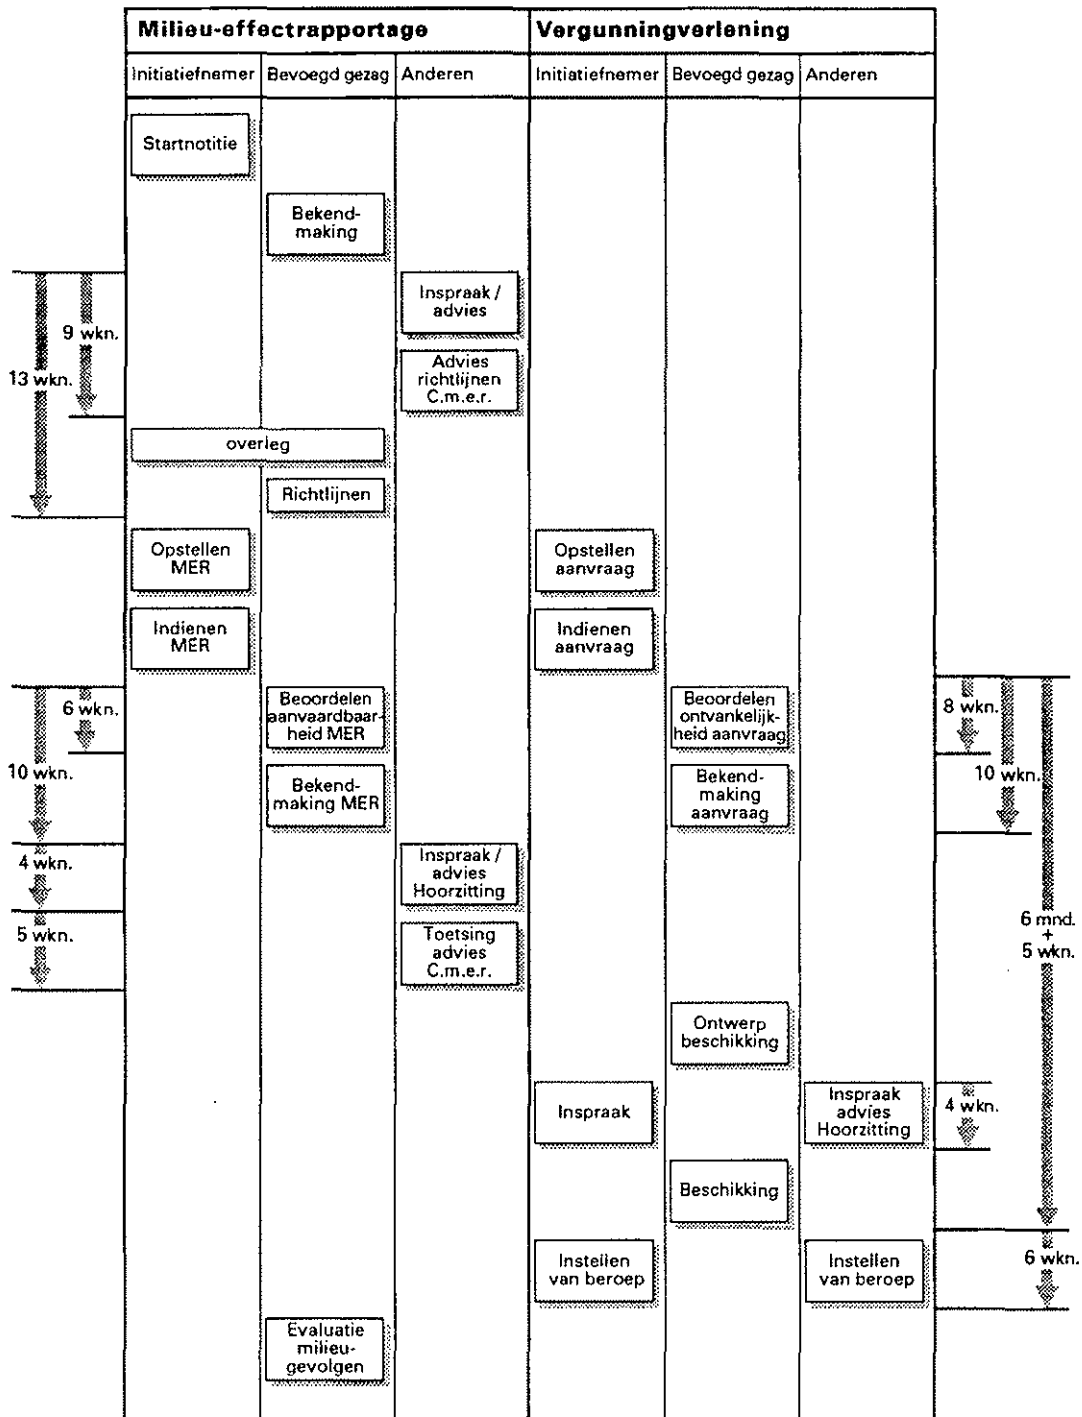 Milieu-effectrapportage
Vergunningverlening
Initiatiefnemer
Bevoegd gezag
Anderen
Initiatiefnemer
Bevoegd gezag
Anderen
Startnotitie
Bekend-
making
Inspraak /
advies
9 wkn.
13 wkn.
Advies
richtlijnen
C.m.e.r.
overleg
Richtlijnen
Opstellen
MER
Opstellen
aanvraag
Indienen
MER
Indienen
aanvraag
6 wkn.
Beoordelen
aanvaardbaar-
heid MER
Beoordelen
ontvankelijk-
heid aanvraag
8 wkn.
10 wkn.
Bekend-
making MER
Bekend-
making
aanvraag
10 wkn.
4 wkn.
Inspraak /
advies
Hoorzitting
5 wkn.
Toetsing
advies
C.m.e.r.
6 mnd.
+
5 wkn.
Ontwerp
beschikking
Inspraak
Inspraak
advies
Hoorzitting
4 wkn.
Beschikking
Instellen
van beroep
Instellen
van beroep
6 wkn.
Evaluatie
milieu-
gevolgen